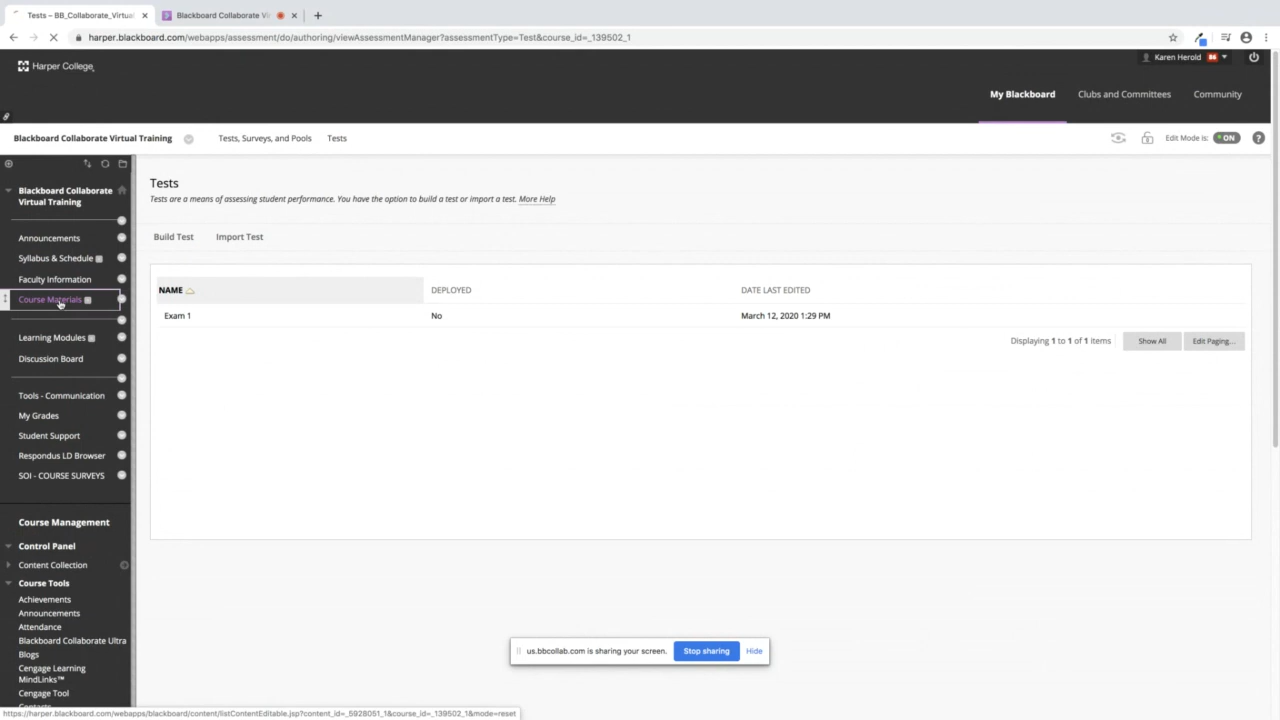 Tests – BB_Collaborate_Virtual
Blackboard Collaborate Vi
harper.blackboard.com/webapps/assessment/do/authoring/viewAssessmentManager?assessmentType=Test&course_id=_139502_1
Harper College
Karen Herold
My Blackboard Clubs and Committees Community
Blackboard Collaborate Virtual Training Tests, Surveys, and Pools Tests Edit Mode is: ON ?
Blackboard Collaborate
Virtual Training
Announcements
Syllabus & Schedule
Faculty Information
Course Materials
Learning Modules
Discussion Board
Tools - Communication
My Grades
Student Support
Respondus LD Browser
SOI - COURSE SURVEYS
Course Management
Control Panel
Content Collection
Course Tools
Achievements
Announcements
Attendance
Blackboard Collaborate Ultra
Blogs
Cengage Learning
MindLinks™
Cengage Tool
Tests
Tests are a means of assessing student performance. You have the option to build a test or import a test. More Help
Build Test Import Test
NAME DEPLOYED DATE LAST EDITED
Exam 1 No March 12, 2020 1:29 PM
Displaying 1 to 1 of 1 items Show All Edit Paging...
us.bbcollab.com is sharing your screen. Stop sharing Hide
https://harper.blackboard.com/webapps/blackboard/content/listContentEditable.jsp?content_id=_5928051_1&course_id=_139502_1&mode=reset